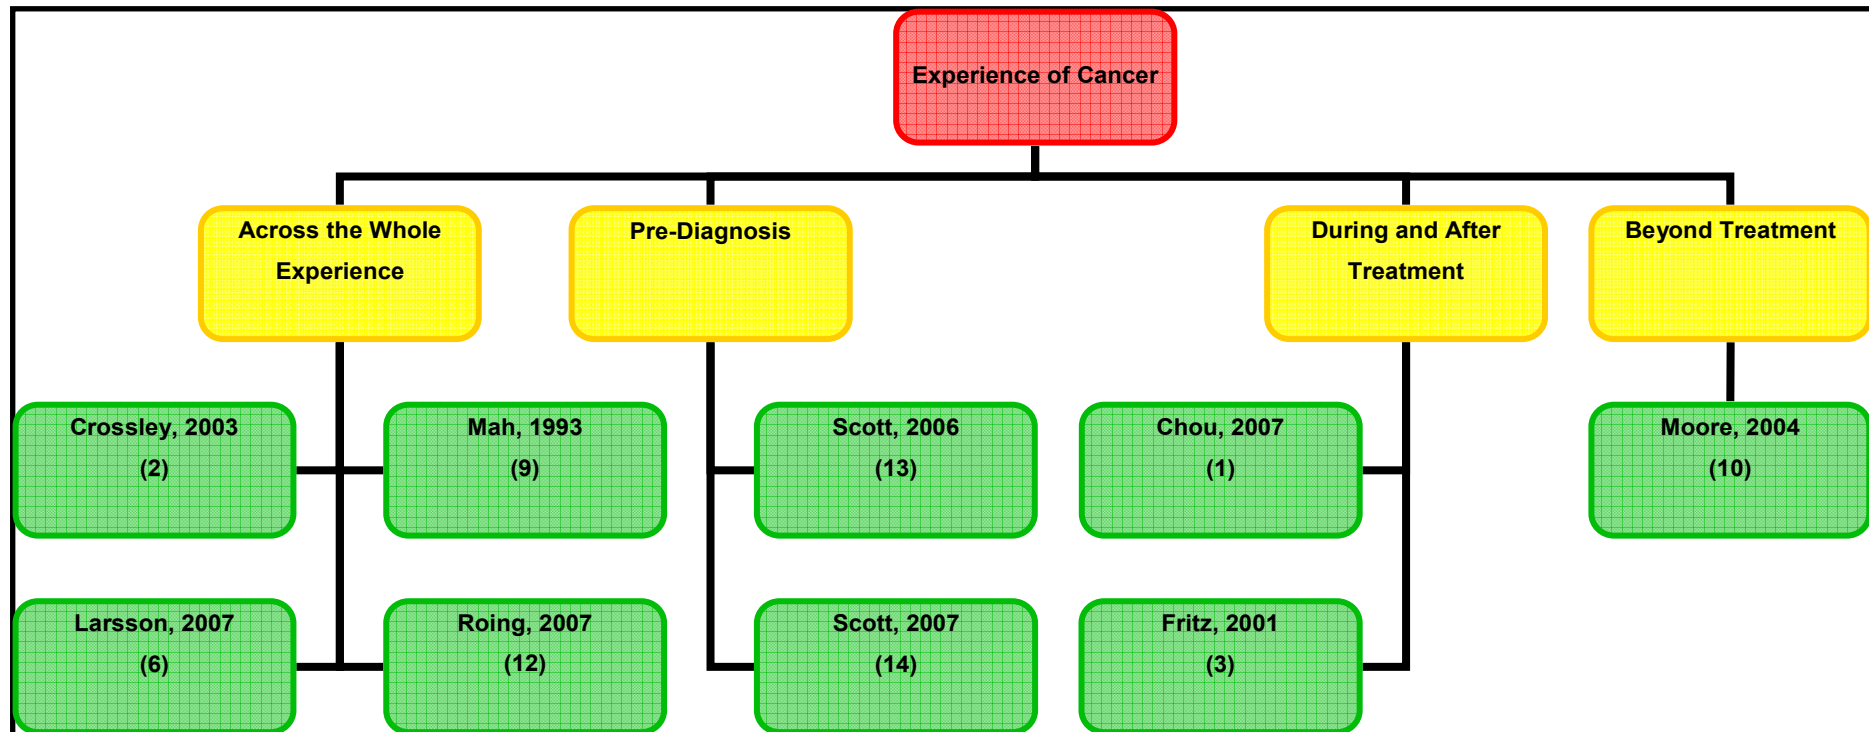 Experience of Cancer
Across the Whole
Experience
Pre-Diagnosis
During and After
Treatment
Beyond Treatment
Crossley, 2003
(2)
Mah, 1993
(9)
Scott, 2006
(13)
Chou, 2007
(1)
Moore, 2004
(10)
Larsson, 2007
(6)
Roing, 2007
(12)
Scott, 2007
(14)
Fritz, 2001
(3)